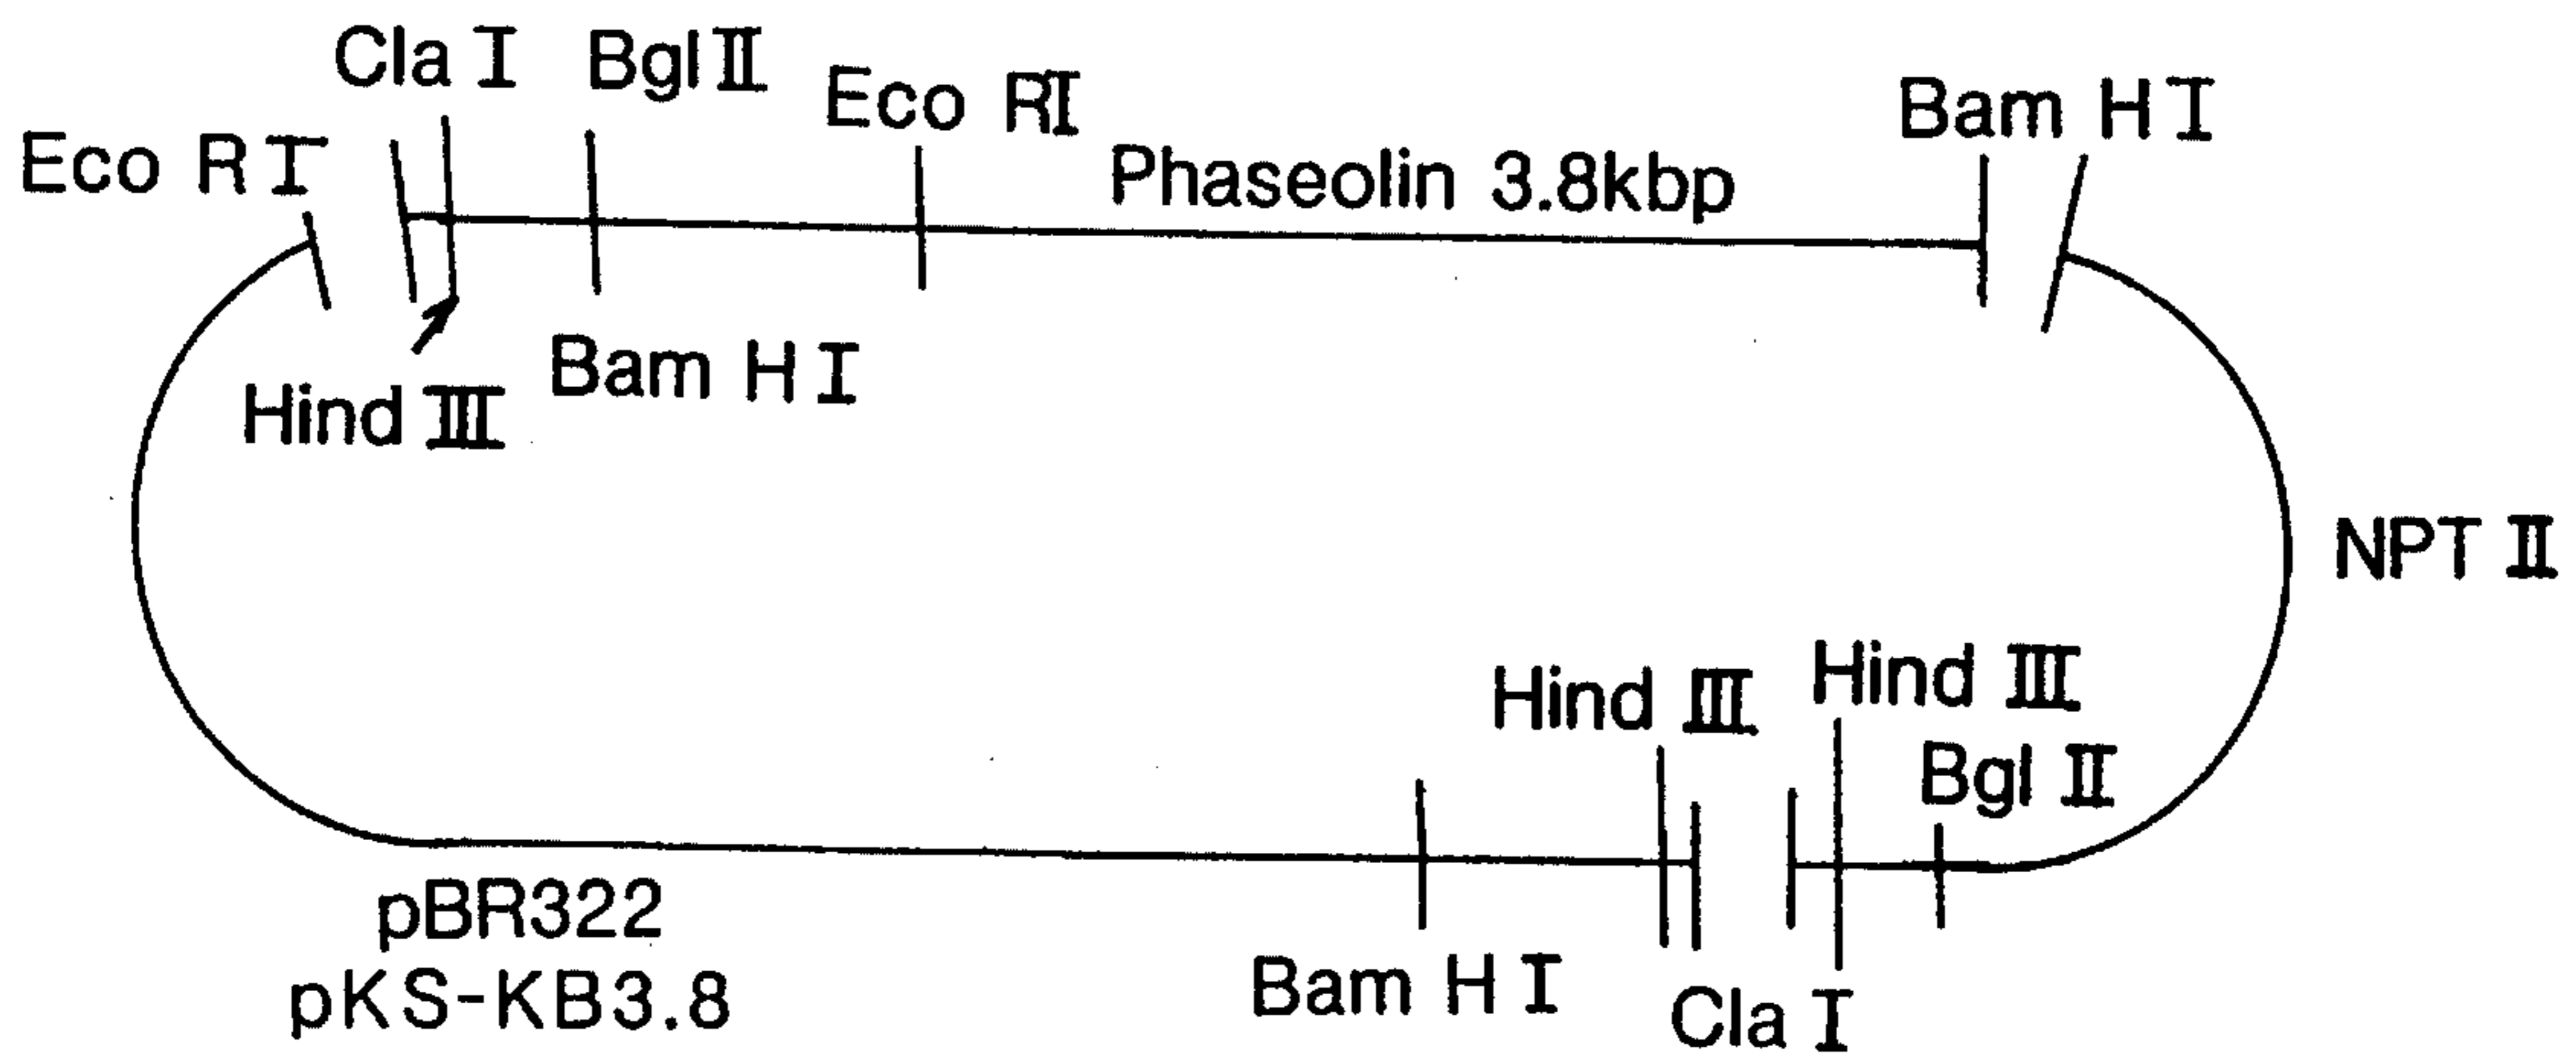 Cla I
Bgl II
Eco RI
Bam H I
Eco R I
Phaseolin 3.8kbp
Hind III
Bam H I
NPT II
Hind III
Hind III
Bgl II
pBR322
pKS-KB3.8
Bam H I
Cla I